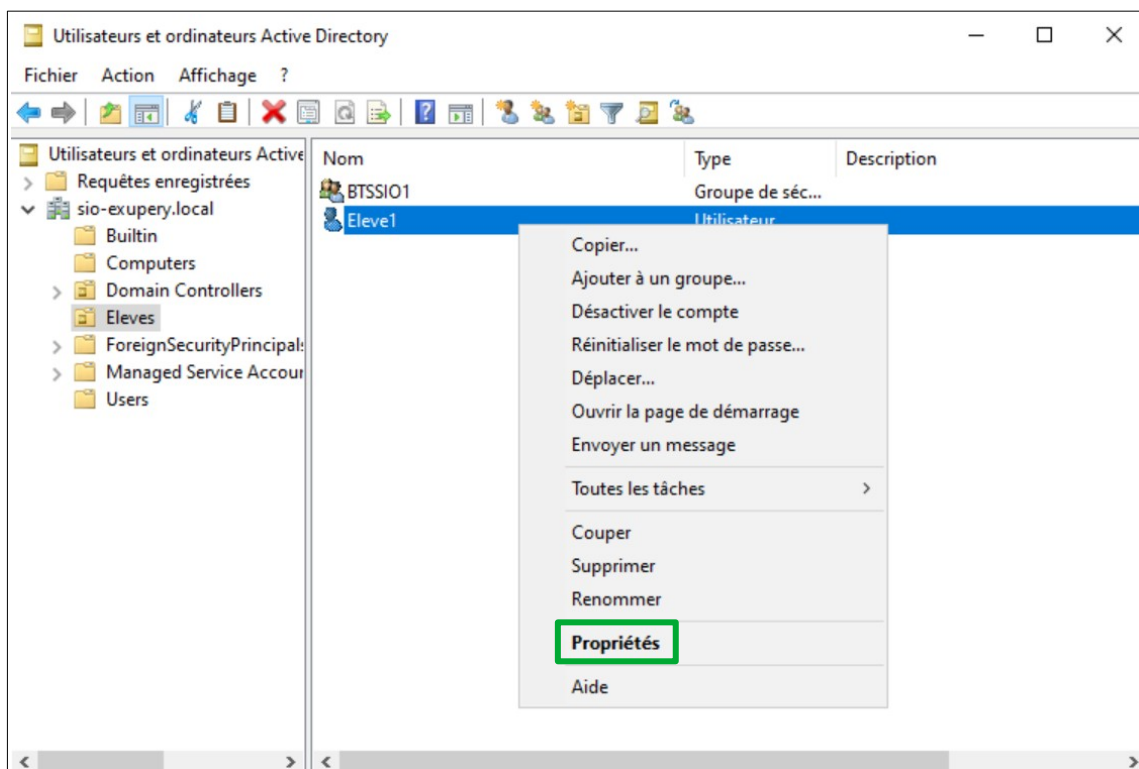 Utilisateurs et ordinateurs Active Directory
Fichier Action Affichage ?
Utilisateurs et ordinateurs Active
Requêtes enregistrées
sio-exupery.local
Builtin
Computers
Domain Controllers
Eleves
ForeignSecurityPrincipals
Managed Service Accour
Users
Nom Type Description
BTSSIO1 Groupe de séc...
Eleve1 Utilisateur
Copier...
Ajouter à un groupe...
Désactiver le compte
Réinitialiser le mot de passe...
Déplacer...
Ouvrir la page de démarrage
Envoyer un message
Toutes les tâches
Couper
Supprimer
Renommer
Propriétés
Aide